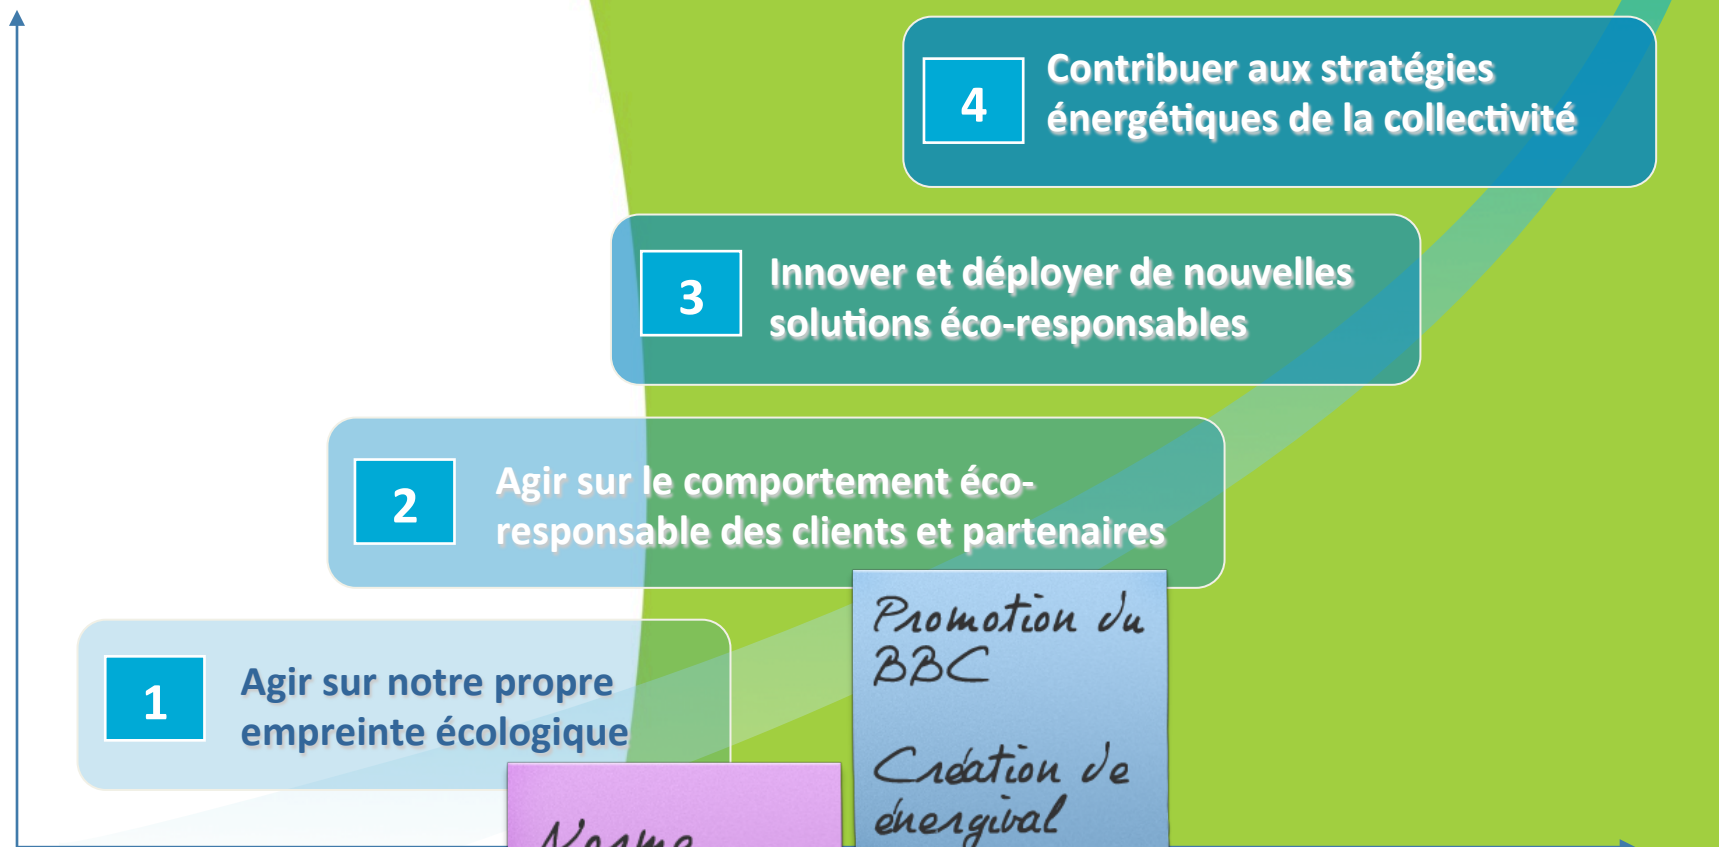 4
Contribuer aux stratégies
énergétiques de la collectivité
3
Innover et déployer de nouvelles
solutions éco-responsables
2
Agir sur le comportement éco-
responsable des clients et partenaires
1
Agir sur notre propre
empreinte écologique
Promotion du
BBC
Création de
énergival
Norme